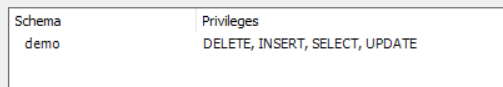 Schema Privileges
demo DELETE, INSERT, SELECT, UPDATE